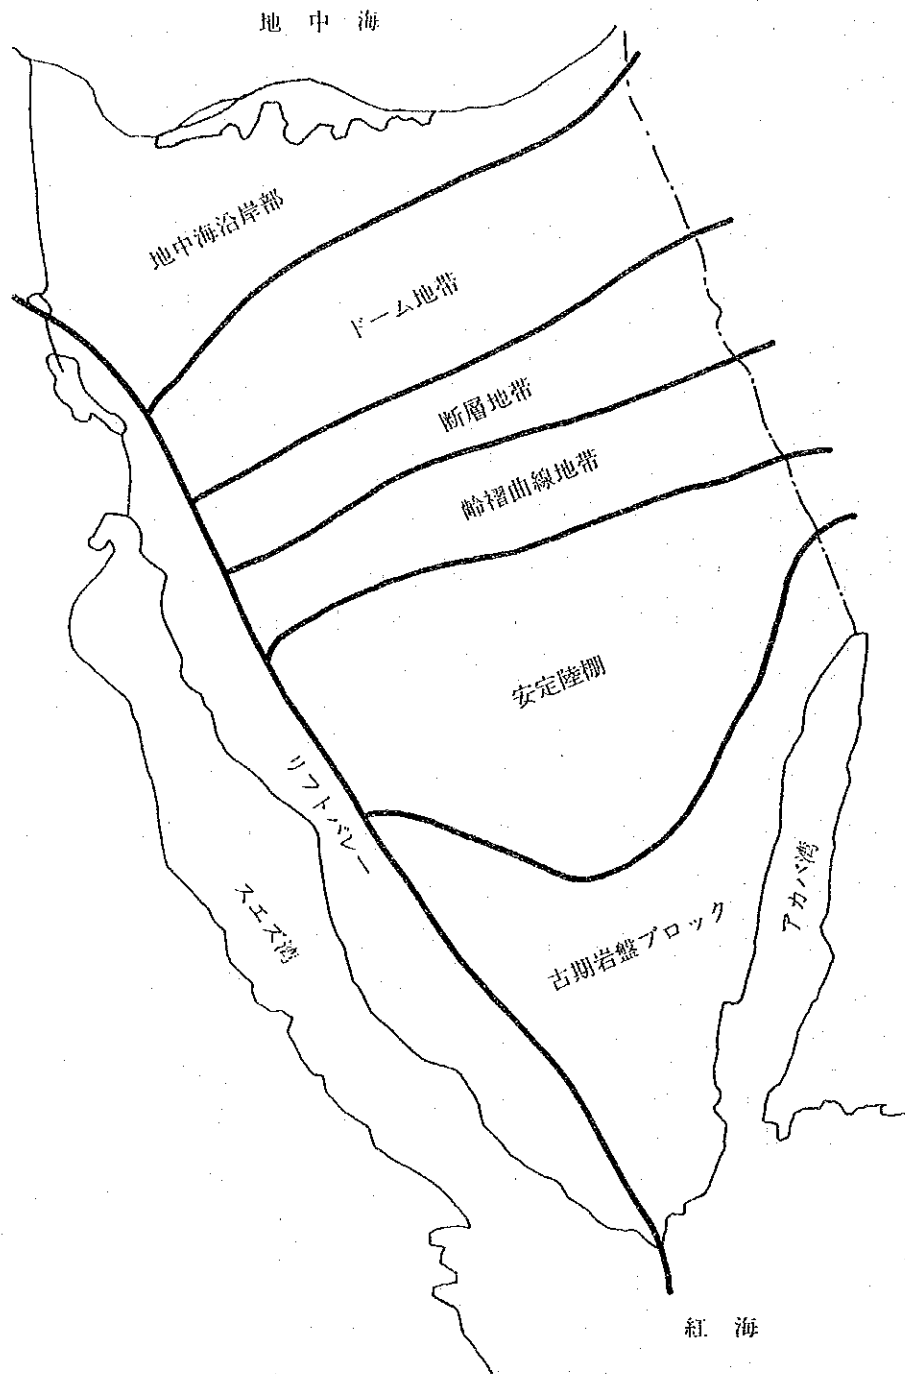 地中海
地中海沿岸部
ドーム地帯
断層地帯
齢褶曲線地帯
安定陸棚
リフトバレー
スエズ湾
アカバ湾
古期岩盤ブロック
紅海